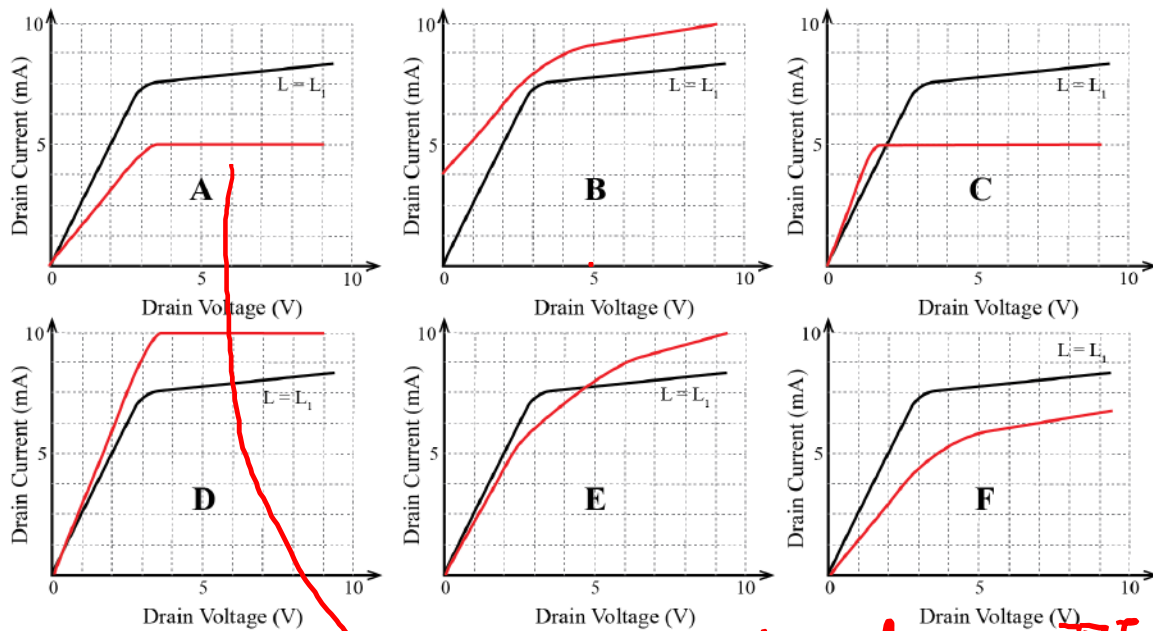 10
5
0 5 10
Drain Current (mA)
Drain Voltage (V)
L = L1
A
10
5
0 5 10
Drain Current (mA)
Drain Voltage (V)
L = L1
B
10
5
0 5 10
Drain Current (mA)
Drain Voltage (V)
L = L1
C
10
5
0 5 10
Drain Current (mA)
Drain Voltage (V)
L = L1
D
10
5
0 5 10
Drain Current (mA)
Drain Voltage (V)
L = L1
E
10
5
0 5 10
Drain Current (mA)
Drain Voltage (V)
L = L1
F